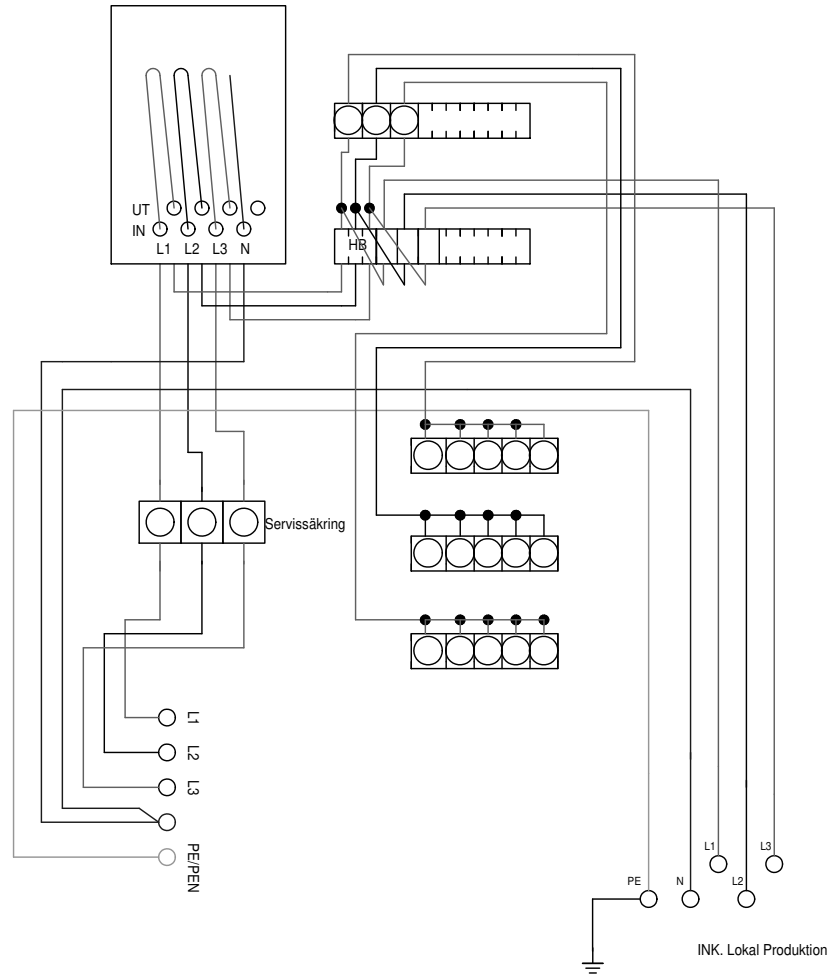 UT
IN
L1 L2 L3 N
HB
Servissäkring
L1
L2
L3
PE/PEN
L1 L3
PE N L2
INK. Lokal Produktion